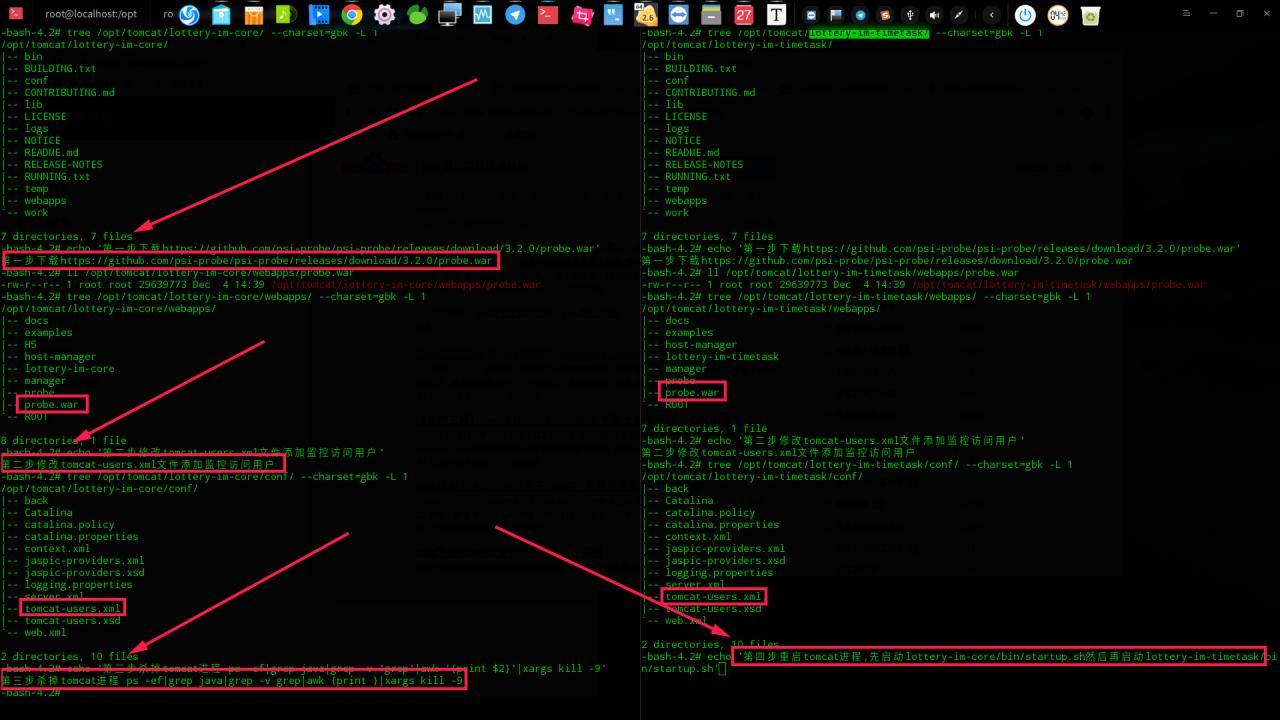 root@localhost:/opt
ro
2.6
27
T
-bash-4.2# tree /opt/tomcat/lottery-im-core/ --charset=gbk -L 1
/opt/tomcat/lottery-im-core/
|-- bin
|-- BUILDING.txt
|-- conf
|-- CONTRIBUTING.md
|-- lib
|-- LICENSE
|-- logs
|-- NOTICE
|-- README.md
|-- RELEASE-NOTES
|-- RUNNING.txt
|-- temp
|-- webapps
`-- work
7 directories, 7 files
-bash-4.2# echo '第一步下载https://github.com/psi-probe/psi-probe/releases/download/3.2.0/probe.war'
第一步下载https://github.com/psi-probe/psi-probe/releases/download/3.2.0/probe.war
-bash-4.2# ll /opt/tomcat/lottery-im-core/webapps/probe.war
-rw-r--r-- 1 root root 29639773 Dec  4 14:39 /opt/tomcat/lottery-im-core/webapps/probe.war
-bash-4.2# tree /opt/tomcat/lottery-im-core/webapps/ --charset=gbk -L 1
/opt/tomcat/lottery-im-core/webapps/
|-- docs
|-- examples
|-- H5
|-- host-manager
|-- lottery-im-core
|-- manager
|-- probe
|-- probe.war
`-- ROOT
8 directories, 1 file
-bash-4.2# echo '第二步修改tomcat-users.xml文件添加监控访问用户'
第二步修改tomcat-users.xml文件添加监控访问用户
-bash-4.2# tree /opt/tomcat/lottery-im-core/conf/ --charset=gbk -L 1
/opt/tomcat/lottery-im-core/conf/
|-- back
|-- Catalina
|-- catalina.policy
|-- catalina.properties
|-- context.xml
|-- jaspic-providers.xml
|-- jaspic-providers.xsd
|-- logging.properties
|-- server.xml
|-- tomcat-users.xml
|-- tomcat-users.xsd
`-- web.xml
2 directories, 10 files
-bash-4.2# echo '第三步杀掉tomcat进程 ps -ef|grep java|grep -v 'grep'|awk '{print $2}'|xargs kill -9'
第三步杀掉tomcat进程 ps -ef|grep java|grep -v grep|awk {print }|xargs kill -9
-bash-4.2#
-bash-4.2# tree /opt/tomcat/lottery-im-timetask/ --charset=gbk -L 1
/opt/tomcat/lottery-im-timetask/
|-- bin
|-- BUILDING.txt
|-- conf
|-- CONTRIBUTING.md
|-- lib
|-- LICENSE
|-- logs
|-- NOTICE
|-- README.md
|-- RELEASE-NOTES
|-- RUNNING.txt
|-- temp
|-- webapps
`-- work
7 directories, 7 files
-bash-4.2# echo '第一步下载https://github.com/psi-probe/psi-probe/releases/download/3.2.0/probe.war'
第一步下载https://github.com/psi-probe/psi-probe/releases/download/3.2.0/probe.war
-bash-4.2# ll /opt/tomcat/lottery-im-timetask/webapps/probe.war
-rw-r--r-- 1 root root 29639773 Dec  4 14:39 /opt/tomcat/lottery-im-timetask/webapps/probe.war
-bash-4.2# tree /opt/tomcat/lottery-im-timetask/webapps/ --charset=gbk -L 1
/opt/tomcat/lottery-im-timetask/webapps/
|-- docs
|-- examples
|-- host-manager
|-- lottery-im-timetask
|-- manager
|-- probe
|-- probe.war
`-- ROOT
7 directories, 1 file
-bash-4.2# echo '第二步修改tomcat-users.xml文件添加监控访问用户'
第二步修改tomcat-users.xml文件添加监控访问用户
-bash-4.2# tree /opt/tomcat/lottery-im-timetask/conf/ --charset=gbk -L 1
/opt/tomcat/lottery-im-timetask/conf/
|-- back
|-- Catalina
|-- catalina.policy
|-- catalina.properties
|-- context.xml
|-- jaspic-providers.xml
|-- jaspic-providers.xsd
|-- logging.properties
|-- server.xml
|-- tomcat-users.xml
|-- tomcat-users.xsd
`-- web.xml
2 directories, 10 files
-bash-4.2# echo '第四步重启tomcat进程,先启动lottery-im-core/bin/startup.sh然后再启动lottery-im-timetask/bi
n/startup.sh'